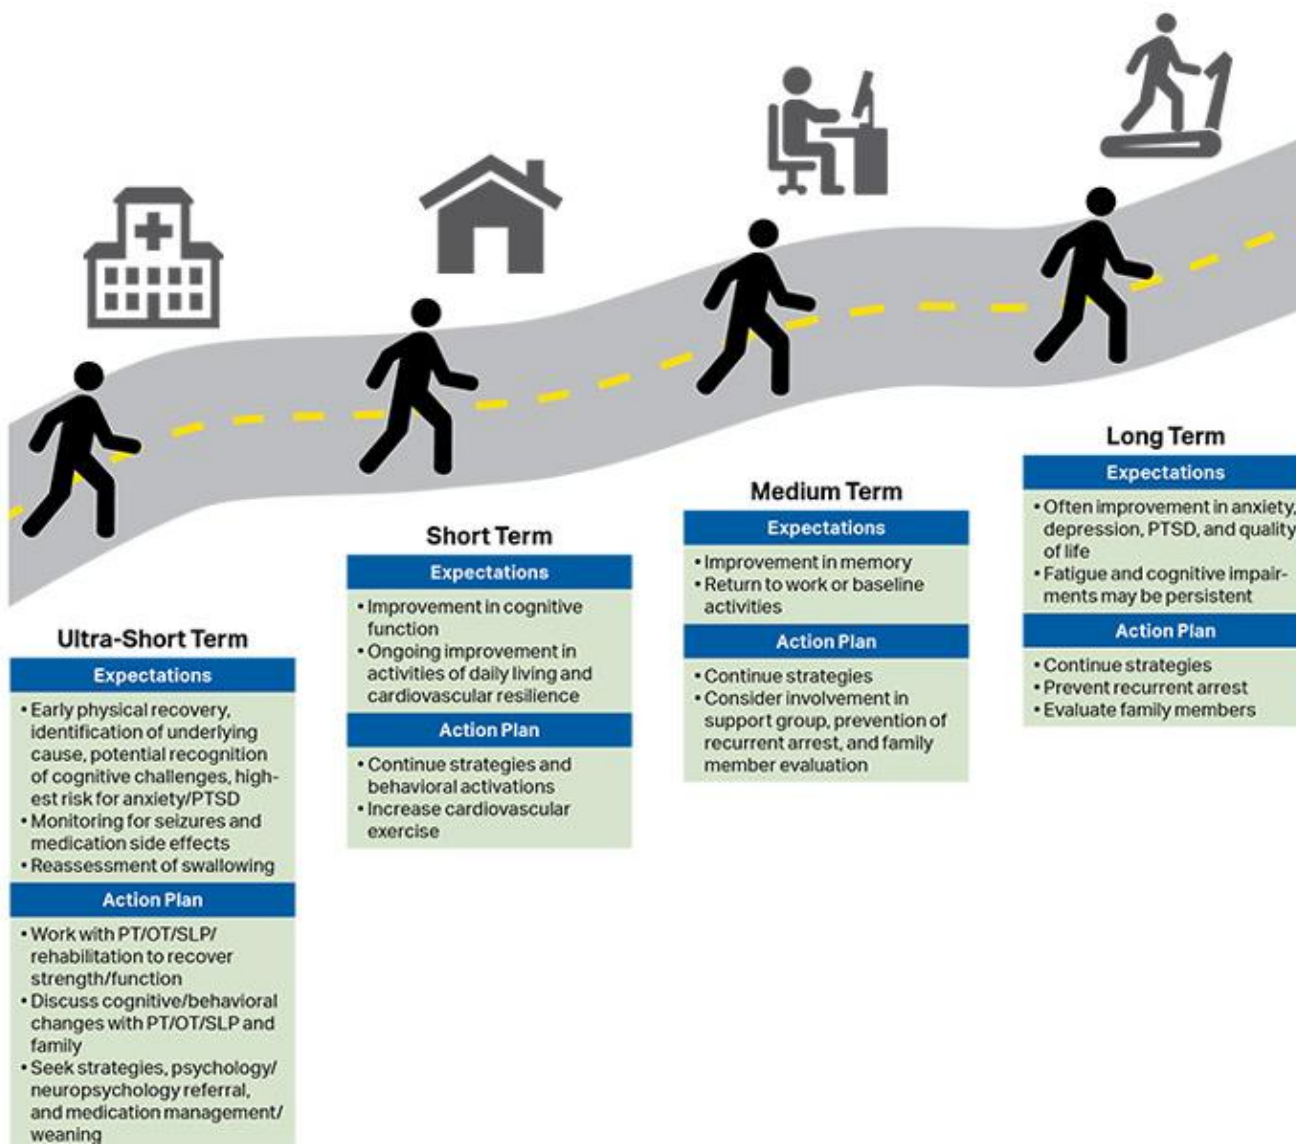 Ultra-Short Term
Expectations
• Early physical recovery,
identification of underlying
cause, potential recognition
of cognitive challenges, high-
est risk for anxiety/PTSD
• Monitoring for seizures and
medication side effects
• Reassessment of swallowing
Action Plan
• Work with PT/OT/SLP/
rehabilitation to recover
strength/function
• Discuss cognitive/behavioral
changes with PT/OT/SLP and
family
• Seek strategies, psychology/
neuropsychology referral,
and medication management/
weaning
Short Term
Expectations
• Improvement in cognitive
function
• Ongoing improvement in
activities of daily living and
cardiovascular resilience
Action Plan
• Continue strategies and
behavioral activations
• Increase cardiovascular
exercise
Medium Term
Expectations
• Improvement in memory
• Return to work or baseline
activities
Action Plan
• Continue strategies
• Consider involvement in
support group, prevention of
recurrent arrest, and family
member evaluation
Long Term
Expectations
• Often improvement in anxiety,
depression, PTSD, and quality
of life
• Fatigue and cognitive impair-
ments may be persistent
Action Plan
• Continue strategies
• Prevent recurrent arrest
• Evaluate family members